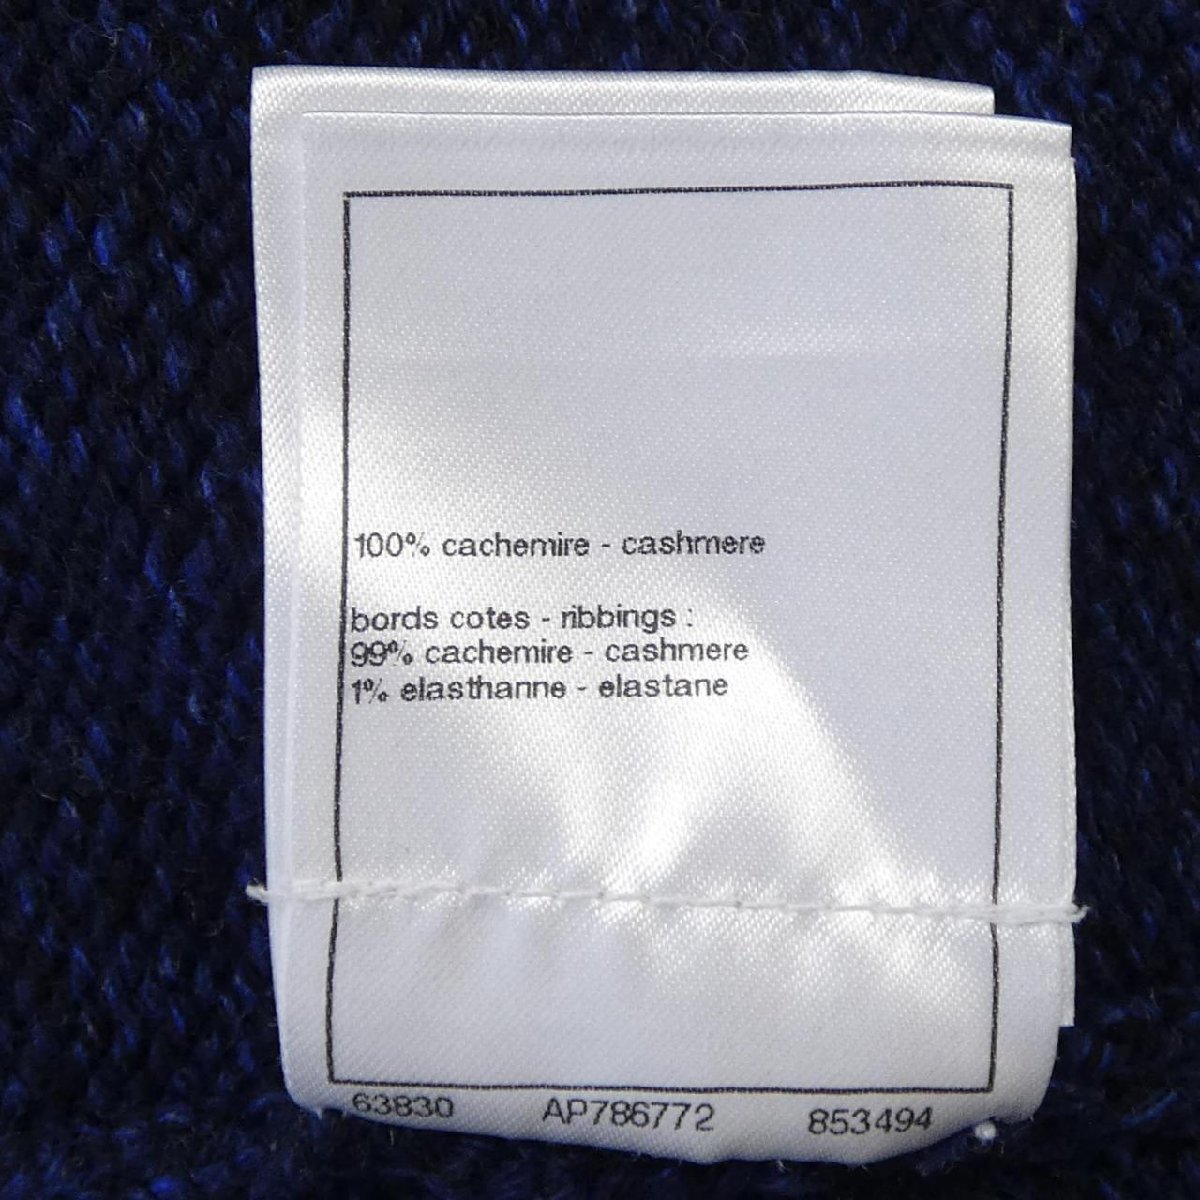 100% cachemire - cashmere
bords cotes - ribbings :
99% cachemire - cashmere
1% elasthanne - elastane
63830 AP786772 853494